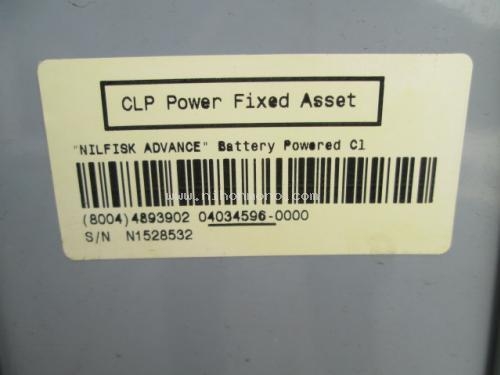 CLP Power Fixed Asset
"NILFISK ADVANCE" Battery Powered Cl
(8004)4893902 04034596-0000
S/N N1528532